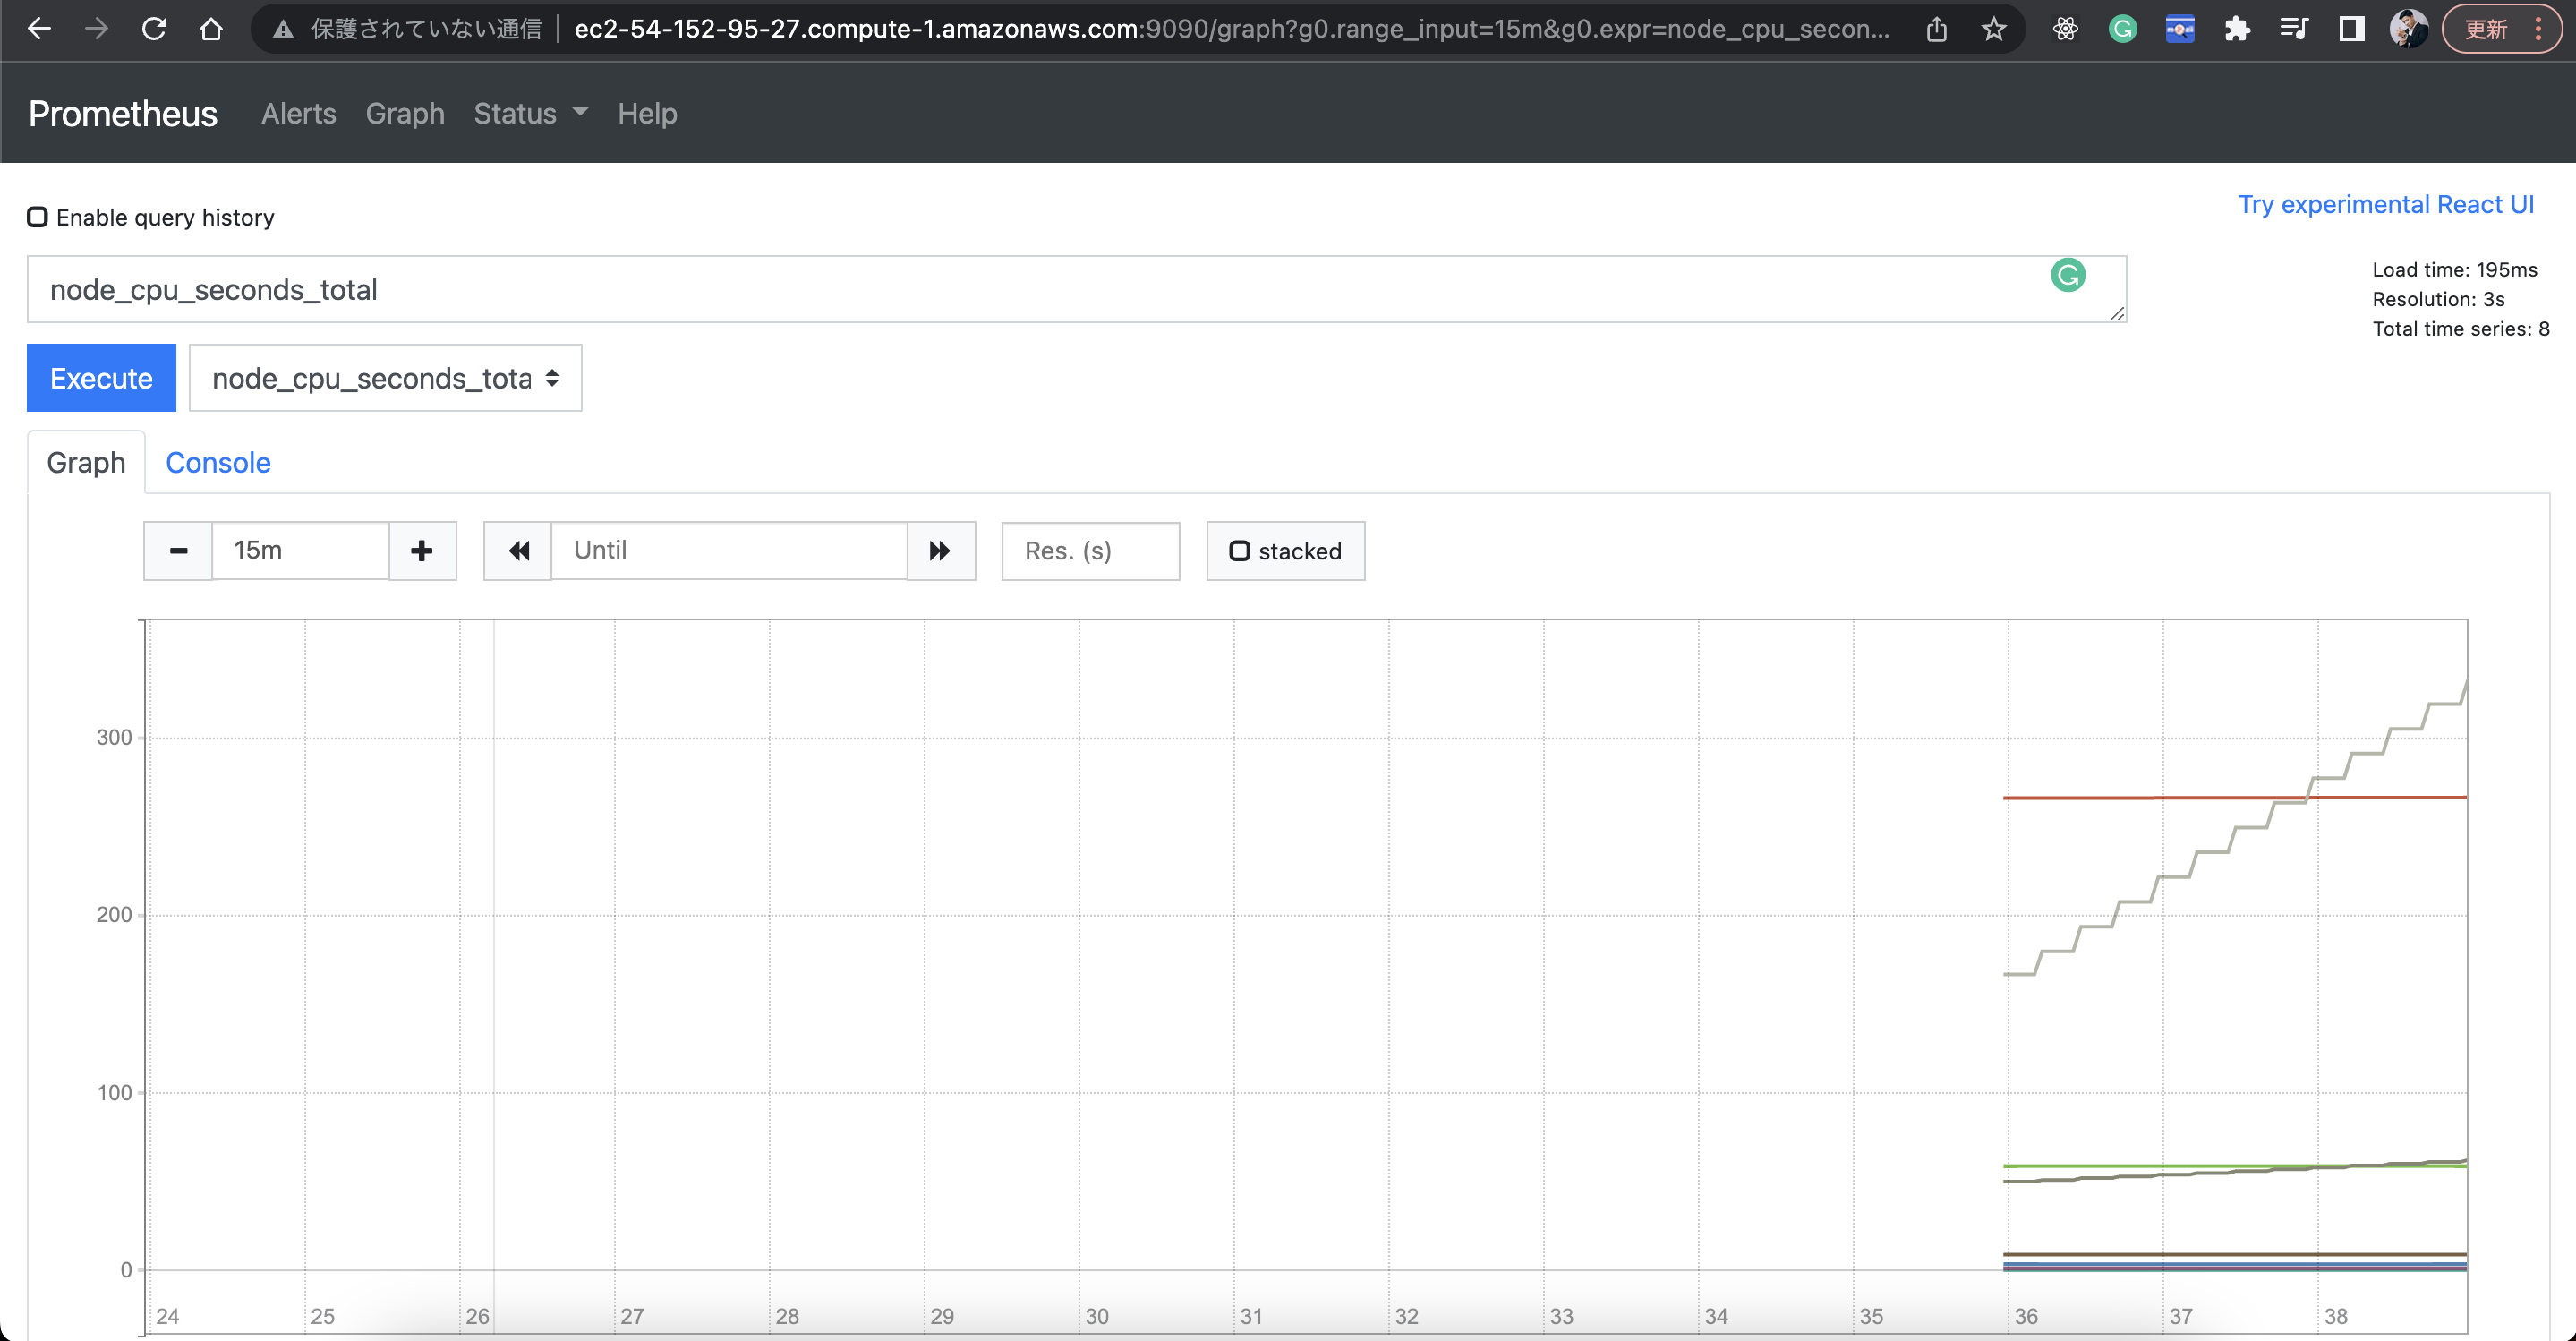 保護されていない通信 ec2-54-152-95-27.compute-1.amazonaws.com:9090/graph?g0.range_input=15m&g0.expr=node_cpu_secon... 更新
Prometheus Alerts Graph Status Help
Try experimental React UI
Enable query history
node_cpu_seconds_total
Load time: 195ms
Resolution: 3s
Total time series: 8
Execute node_cpu_seconds_tota
Graph Console
15m Until Res. (s) stacked
300
200
100
0
24 25 26 27 28 29 30 31 32 33 34 35 36 37 38